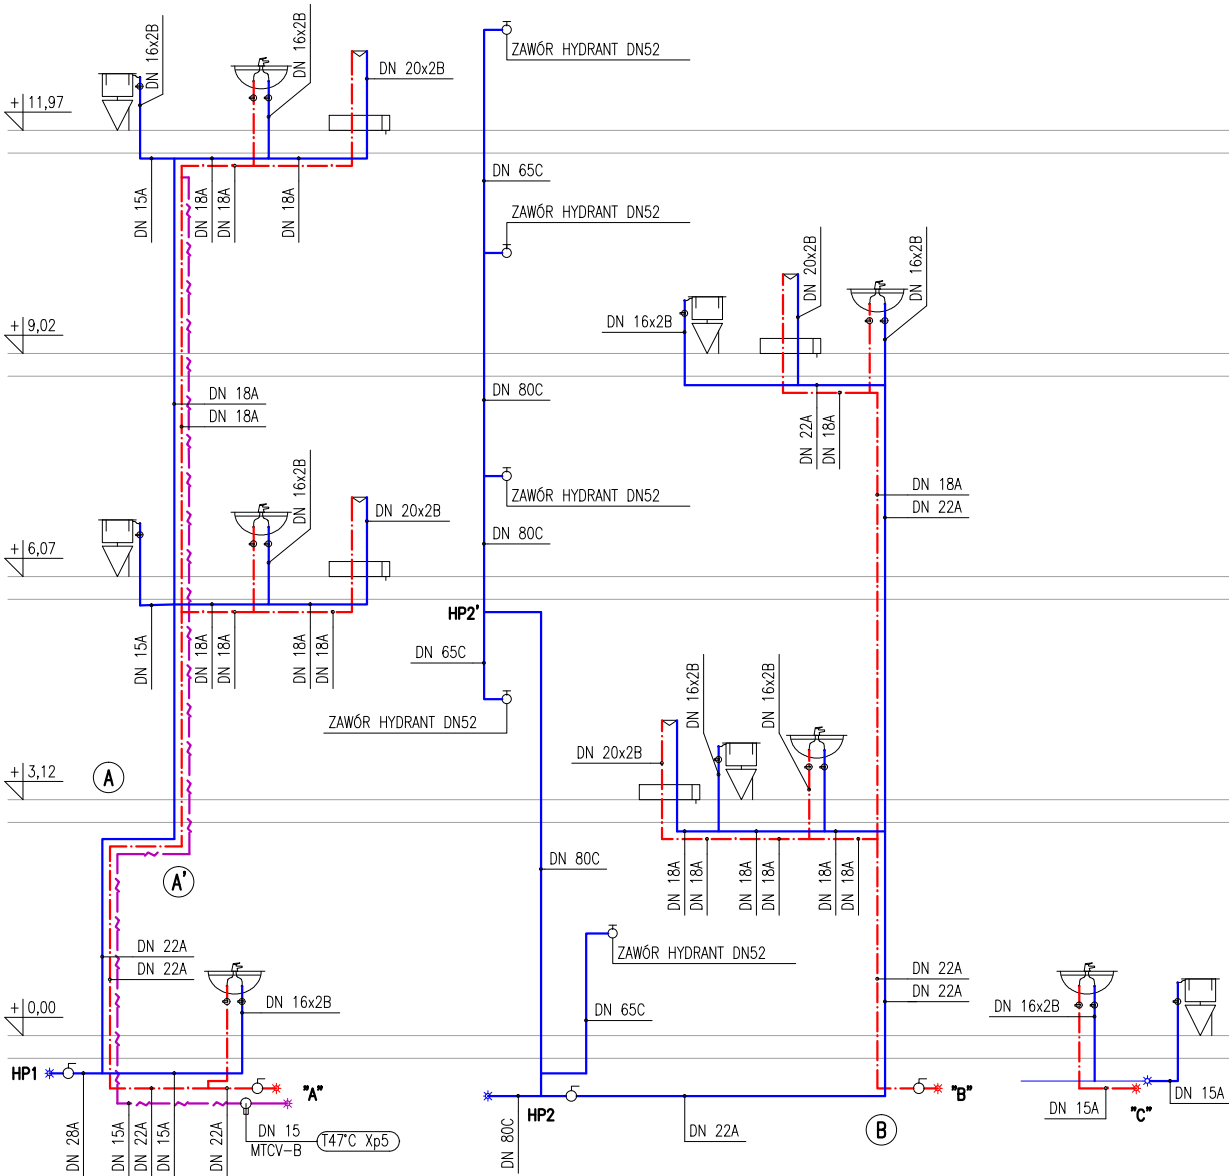 DN 16x2B
DN 16x2B
DN 20x2B
ZAWÓR HYDRANT DN52
+ 11,97
DN 15A
DN 18A
DN 18A
DN 18A
DN 65C
ZAWÓR HYDRANT DN52
DN 20x2B
DN 16x2B
+ 9,02
DN 16x2B
DN 18A
DN 18A
DN 80C
DN 22A
DN 18A
DN 16x2B
DN 20x2B
ZAWÓR HYDRANT DN52
DN 18A
DN 22A
+ 6,07
DN 80C
HP2'
DN 15A
DN 18A
DN 18A
DN 18A
DN 18A
DN 65C
ZAWÓR HYDRANT DN52
DN 16x2B
DN 16x2B
DN 20x2B
+ 3,12
A
A'
DN 80C
DN 18A
DN 18A
DN 18A
DN 18A
DN 18A
DN 18A
DN 22A
DN 22A
ZAWÓR HYDRANT DN52
DN 22A
DN 22A
+ 0,00
DN 16x2B
DN 65C
DN 16x2B
HP1
"A"
HP2
"B"
"C"
DN 15A
DN 15A
B
DN 28A
DN 15A
DN 22A
DN 15A
DN 22A
DN 15
MTCV-B
T47°C Xp5
DN 80C
DN 22A